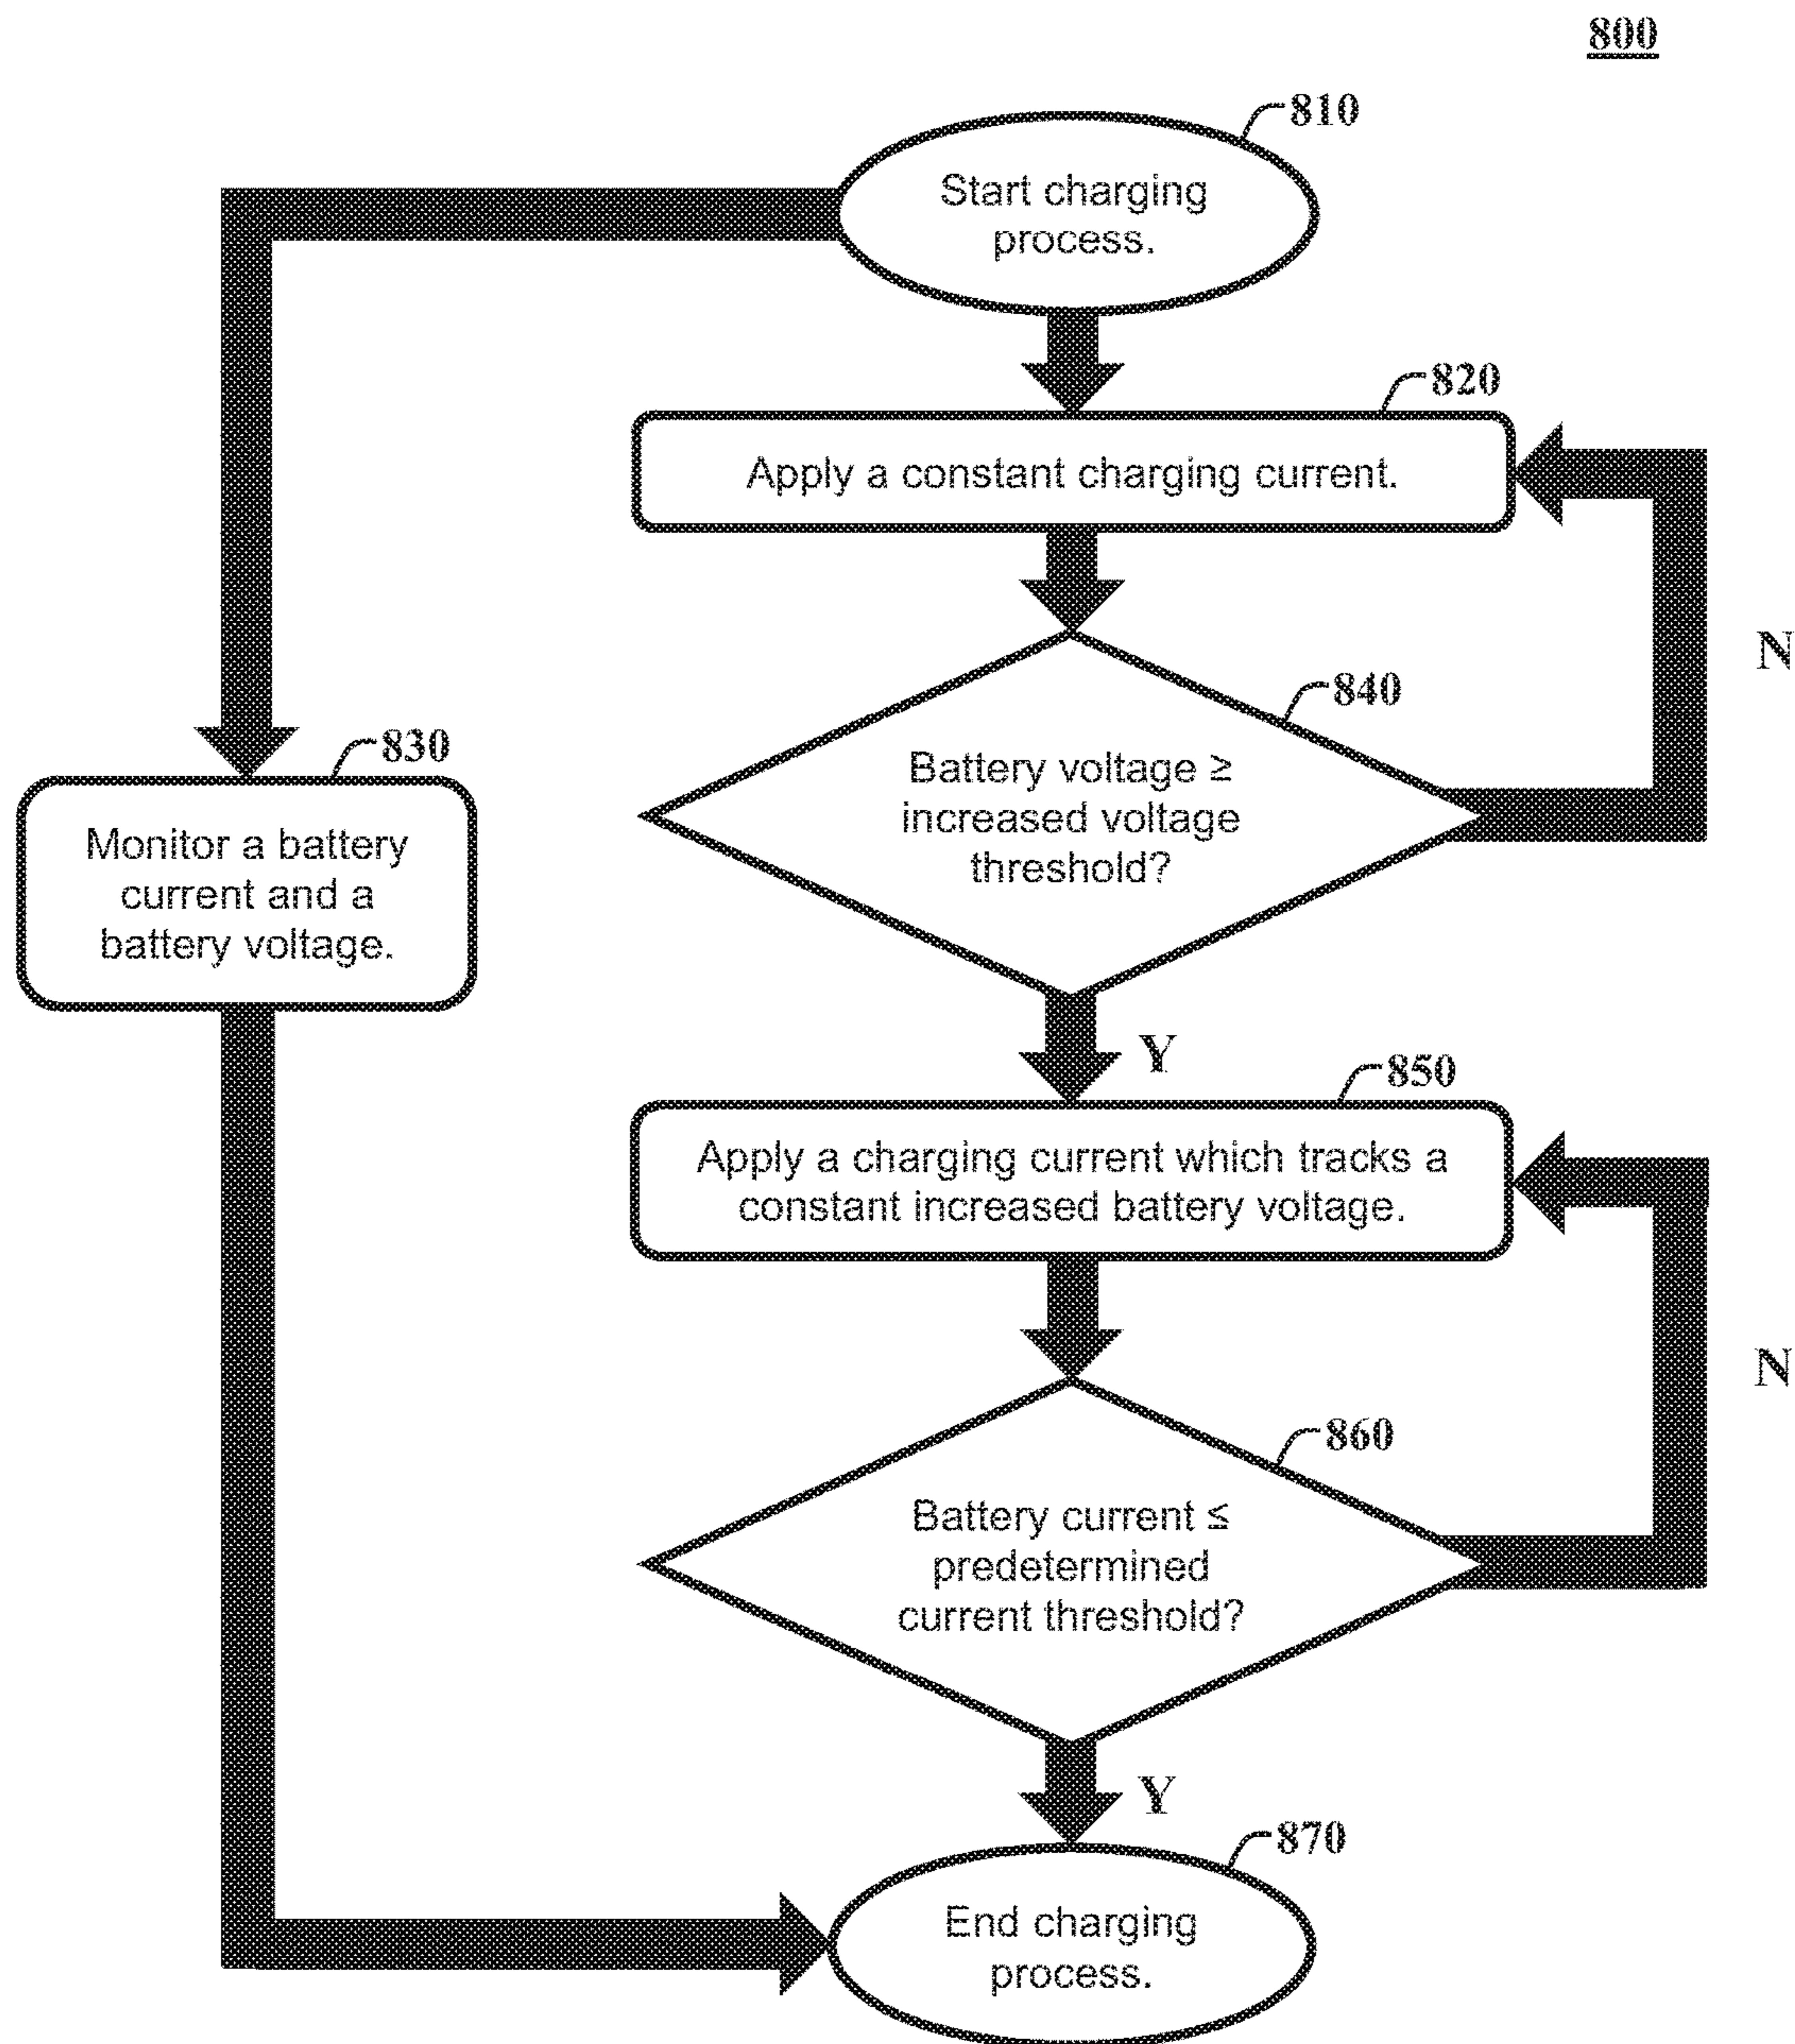 800
810
Start charging
process.
820
Apply a constant charging current.
N
840
Battery voltage ≥
increased voltage
threshold?
830
Monitor a battery
current and a
battery voltage.
Y
850
Apply a charging current which tracks a
constant increased battery voltage.
N
860
Battery current ≤
predetermined
current threshold?
Y
870
End charging
process.